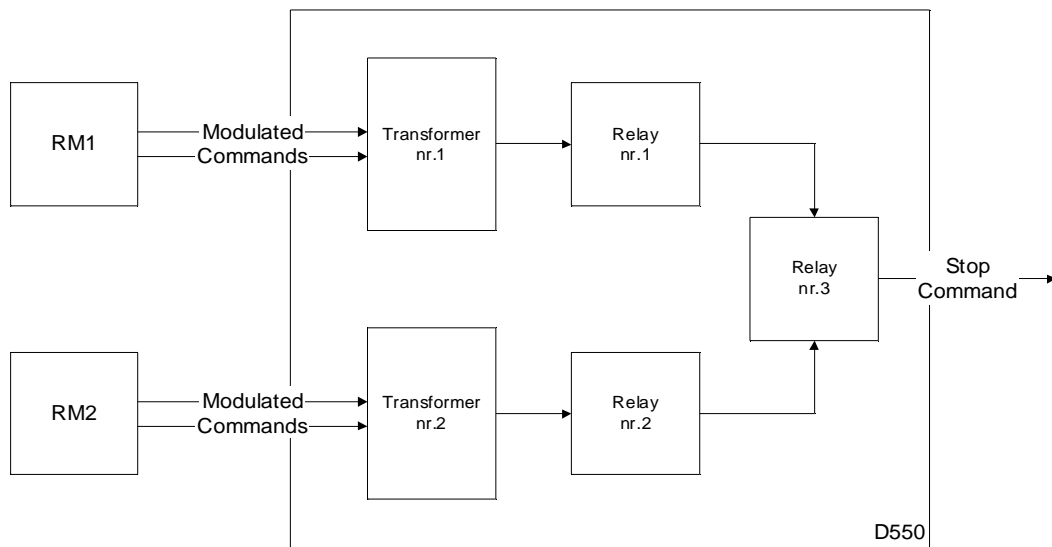 RM1
Modulated
Commands
Transformer
nr.1
Relay
nr.1
Relay
nr.3
Stop
Command
RM2
Modulated
Commands
Transformer
nr.2
Relay
nr.2
D550